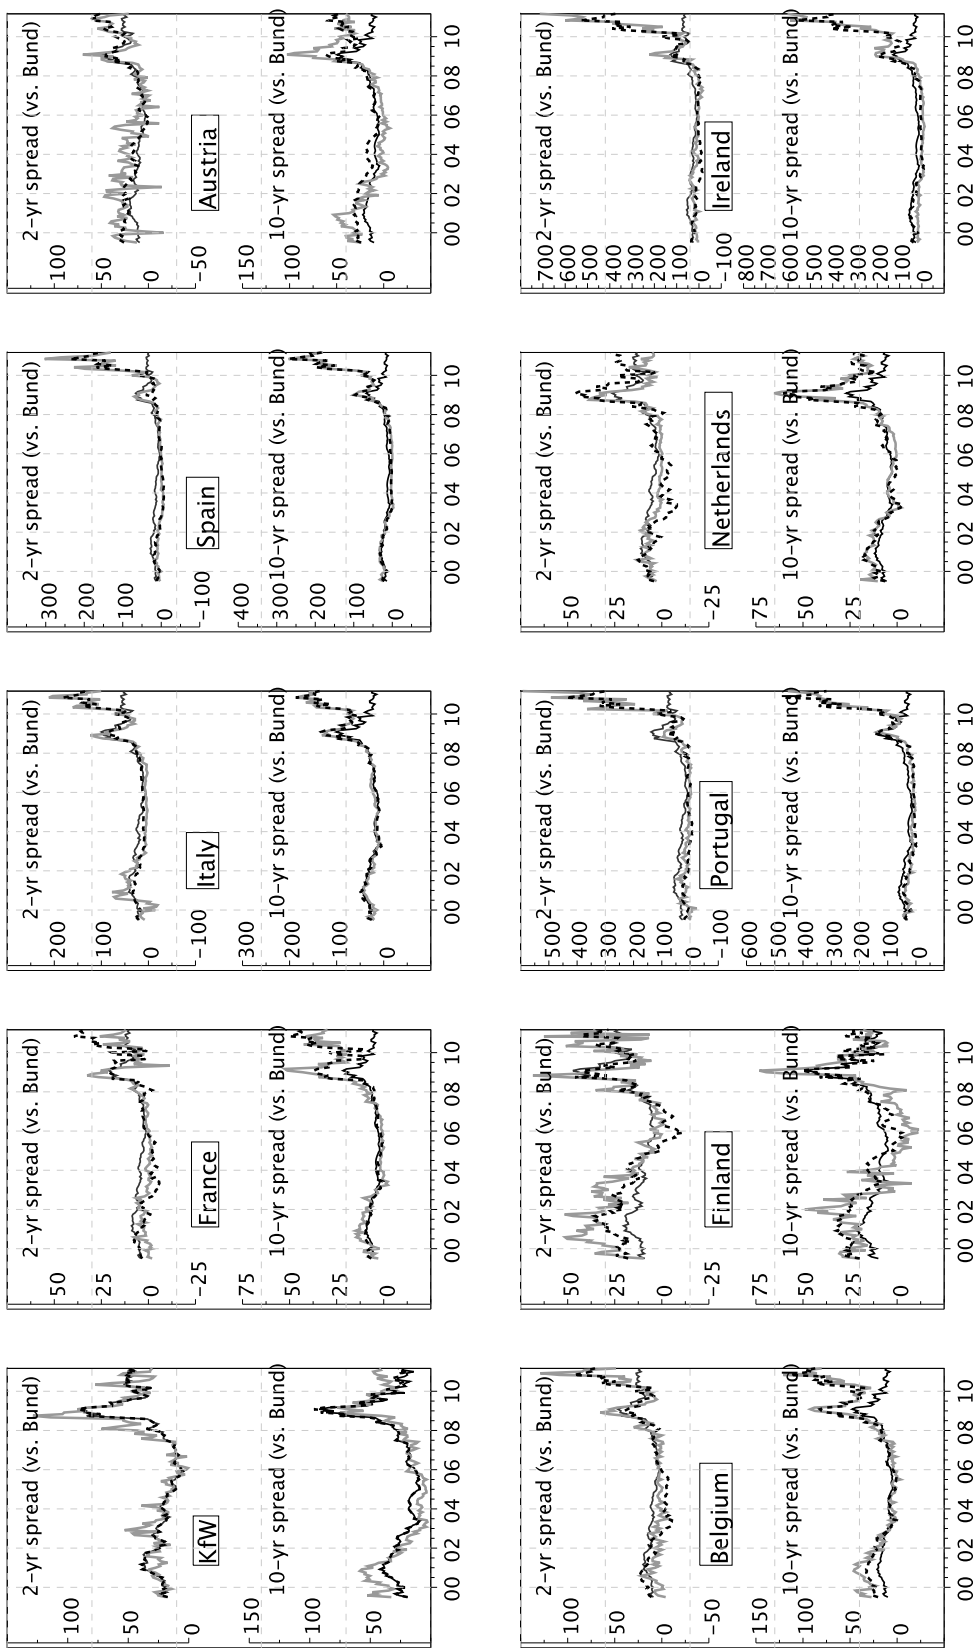 2−yr spread (vs. Bund)
100
50
0
KfW
10−yr spread (vs. Bund)
150
100
50
00 02 04 06 08 10
2−yr spread (vs. Bund)
50
25
0
−25
France
10−yr spread (vs. Bund)
75
50
25
0
00 02 04 06 08 10
2−yr spread (vs. Bund)
200
100
0
−100
Italy
10−yr spread (vs. Bund)
300
200
100
0
00 02 04 06 08 10
2−yr spread (vs. Bund)
300
200
100
0
−100
Spain
10−yr spread (vs. Bund)
400
300
200
100
0
00 02 04 06 08 10
2−yr spread (vs. Bund)
100
50
0
−50
Austria
10−yr spread (vs. Bund)
150
100
50
0
00 02 04 06 08 10
2−yr spread (vs. Bund)
100
50
0
−50
Belgium
10−yr spread (vs. Bund)
150
100
50
0
00 02 04 06 08 10
2−yr spread (vs. Bund)
50
25
0
−25
Finland
10−yr spread (vs. Bund)
75
25
0
00 02 04 06 08 10
2−yr spread (vs. Bund)
500
400
300
200
100
0
−100
Portugal
10−yr spread (vs. Bund)
600
500
400
300
200
100
0
00 02 04 06 08 10
2−yr spread (vs. Bund)
50
25
0
−25
Netherlands
10−yr spread (vs. Bund)
75
25
0
00 02 04 06 08 10
2−yr spread (vs. Bund)
700
600
500
400
300
200
100
0
−100
Ireland
10−yr spread (vs. Bund)
800
700
600
300
200
100
0
00 02 04 06 08 10